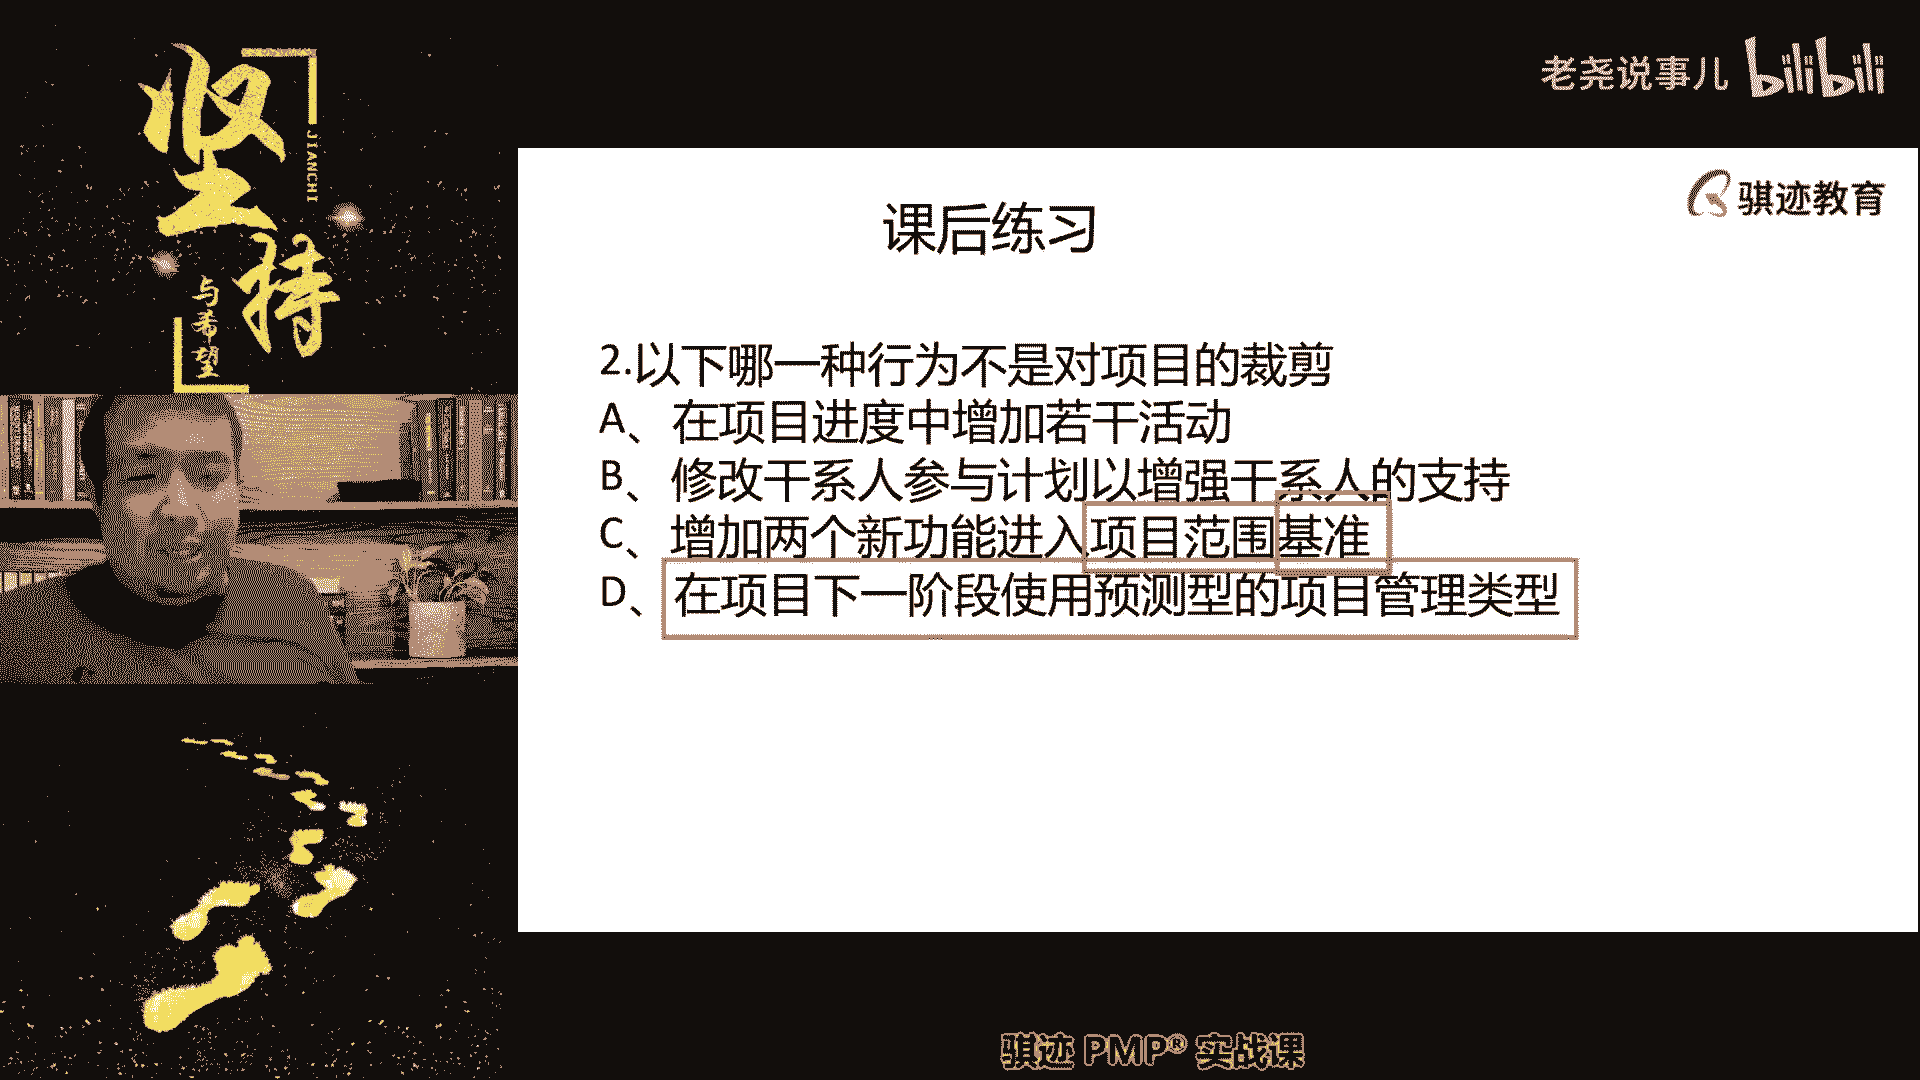 坚持
JIANCHI
与希望
老尧说事儿 bilibili
骐迹教育
课后练习
2.以下哪一种行为不是对项目的裁剪
A、在项目进度中增加若干活动
B、修改干系人参与计划以增强干系人的支持
C、增加两个新功能进入项目范围基准
D、在项目下一阶段使用预测型的项目管理类型
骐迹 PMP® 实战课